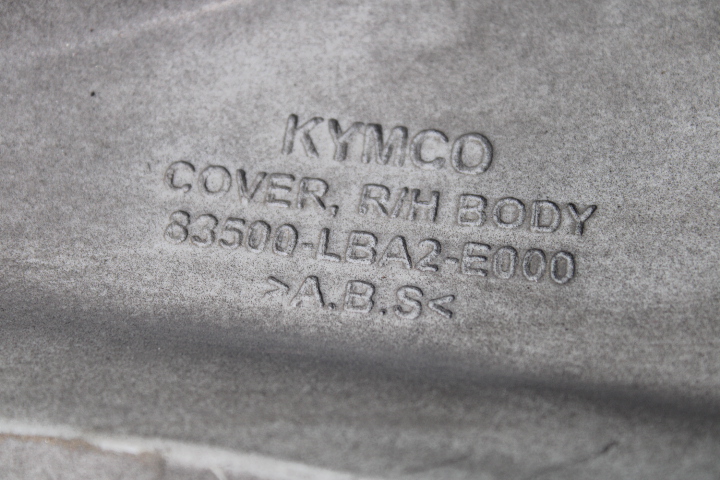 KYMCO
COVER, R/H BODY
83500-LBA2-E000
>A.B.S<